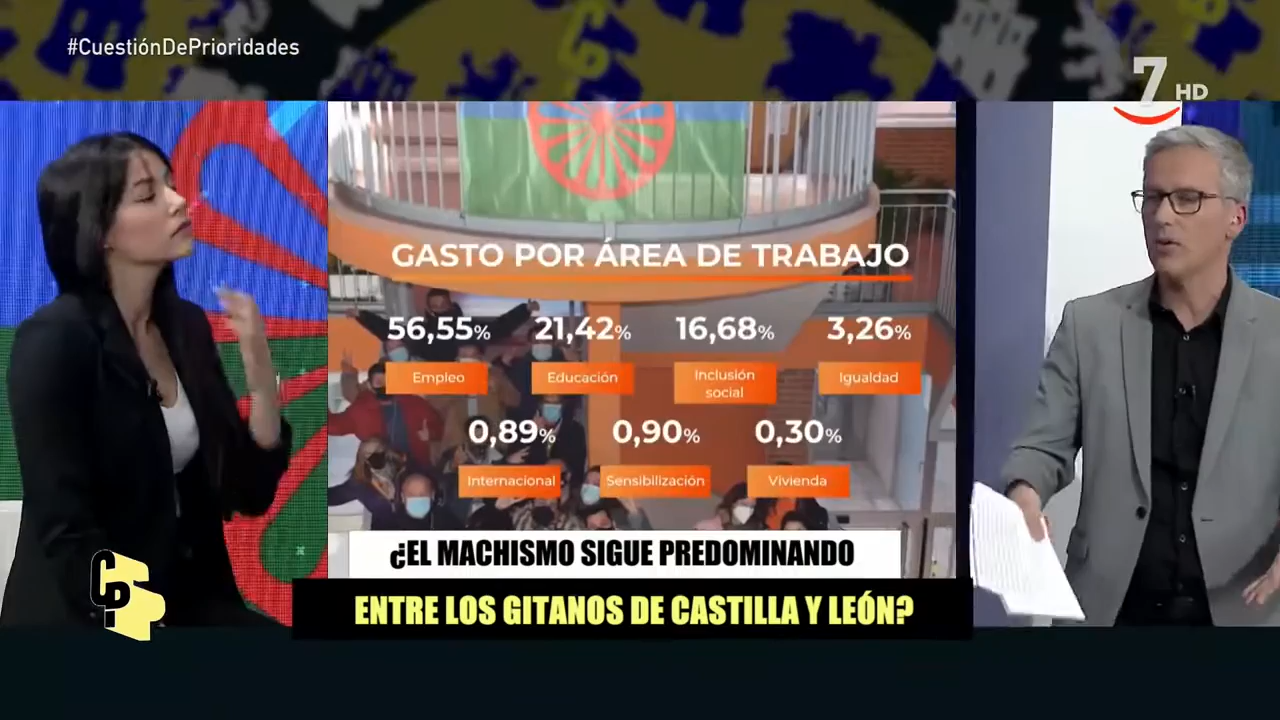 #CuestiónDePrioridades
7 HD
GASTO POR ÁREA DE TRABAJO
56,55% 21,42% 16,68% 3,26%
Empleo Educación Inclusión social Igualdad
0,89% 0,90% 0,30%
Internacional Sensibilización Vivienda
¿EL MACHISMO SIGUE PREDOMINANDO
ENTRE LOS GITANOS DE CASTILLA Y LEÓN?
CDP